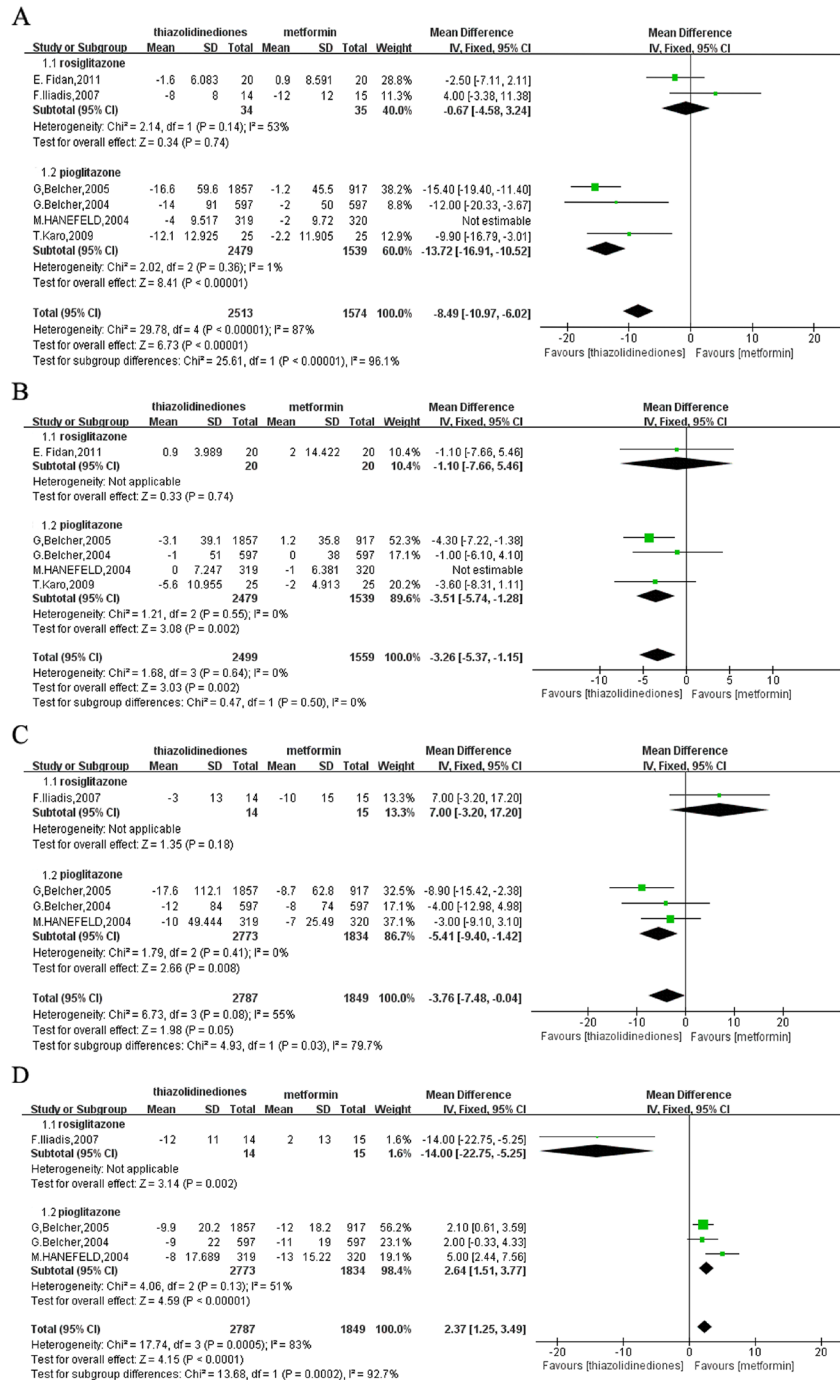 A
thiazolidinediones metformin Mean Difference Mean Difference
Study or Subgroup Mean SD Total Mean SD Total Weight IV, Fixed, 95% CI IV, Fixed, 95% CI
1.1 rosiglitazone
E. Fidan,2011 -1.6 6.083 20 0.9 8.591 20 28.8% -2.50 [-7.11, 2.11]
F.Iliadis,2007 -8 8 14 -12 12 15 11.3% 4.00 [-3.38, 11.38]
Subtotal (95% CI) 34 35 40.0% -0.67 [-4.58, 3.24]
Heterogeneity: Chi² = 2.14, df = 1 (P = 0.14); I² = 53%
Test for overall effect: Z = 0.34 (P = 0.74)
1.2 pioglitazone
G,Belcher,2005 -16.6 59.6 1857 -1.2 45.5 917 38.2% -15.40 [-19.40, -11.40]
G.Belcher,2004 -14 91 597 -2 50 597 8.8% -12.00 [-20.33, -3.67]
M.HANEFELD,2004 -4 9.517 319 -2 9.72 320 Not estimable
T.Karo,2009 -12.1 12.925 25 -2.2 11.905 25 12.9% -9.90 [-16.79, -3.01]
Subtotal (95% CI) 2479 1539 60.0% -13.72 [-16.91, -10.52]
Heterogeneity: Chi² = 2.02, df = 2 (P = 0.36); I² = 1%
Test for overall effect: Z = 8.41 (P < 0.00001)
Total (95% CI) 2513 1574 100.0% -8.49 [-10.97, -6.02]
Heterogeneity: Chi² = 29.78, df = 4 (P < 0.00001); I² = 87%
Test for overall effect: Z = 6.73 (P < 0.00001)
Test for subgroup differences: Chi² = 25.61, df = 1 (P < 0.00001), I² = 96.1%
-20 -10 0 10 20
Favours [thiazolidinediones] Favours [metformin]
B
thiazolidinediones metformin Mean Difference Mean Difference
Study or Subgroup Mean SD Total Mean SD Total Weight IV, Fixed, 95% CI IV, Fixed, 95% CI
1.1 rosiglitazone
E. Fidan,2011 0.9 3.989 20 2 14.422 20 10.4% -1.10 [-7.66, 5.46]
Subtotal (95% CI) 20 20 10.4% -1.10 [-7.66, 5.46]
Heterogeneity: Not applicable
Test for overall effect: Z = 0.33 (P = 0.74)
1.2 pioglitazone
G,Belcher,2005 -3.1 39.1 1857 1.2 35.8 917 52.3% -4.30 [-7.22, -1.38]
G.Belcher,2004 -1 51 597 0 38 597 17.1% -1.00 [-6.10, 4.10]
M.HANEFELD,2004 0 7.247 319 -1 6.381 320 Not estimable
T.Karo,2009 -5.6 10.955 25 -2 4.913 25 20.2% -3.60 [-8.31, 1.11]
Subtotal (95% CI) 2479 1539 89.6% -3.51 [-5.74, -1.28]
Heterogeneity: Chi² = 1.21, df = 2 (P = 0.55); I² = 0%
Test for overall effect: Z = 3.08 (P = 0.002)
Total (95% CI) 2499 1559 100.0% -3.26 [-5.37, -1.15]
Heterogeneity: Chi² = 1.68, df = 3 (P = 0.64); I² = 0%
Test for overall effect: Z = 3.03 (P = 0.002)
Test for subgroup differences: Chi² = 0.47, df = 1 (P = 0.50), I² = 0%
-10 -5 0 5 10
Favours [thiazolidinediones] Favours [metformin]
C
thiazolidinediones metformin Mean Difference Mean Difference
Study or Subgroup Mean SD Total Mean SD Total Weight IV, Fixed, 95% CI IV, Fixed, 95% CI
1.1 rosiglitazone
F.Iliadis,2007 -3 13 14 -10 15 15 13.3% 7.00 [-3.20, 17.20]
Subtotal (95% CI) 14 15 13.3% 7.00 [-3.20, 17.20]
Heterogeneity: Not applicable
Test for overall effect: Z = 1.35 (P = 0.18)
1.2 pioglitazone
G,Belcher,2005 -17.6 112.1 1857 -8.7 62.8 917 32.5% -8.90 [-15.42, -2.38]
G.Belcher,2004 -12 84 597 -8 74 597 17.1% -4.00 [-12.98, 4.98]
M.HANEFELD,2004 -10 49.444 319 -7 25.49 320 37.1% -3.00 [-9.10, 3.10]
Subtotal (95% CI) 2773 1834 86.7% -5.41 [-9.40, -1.42]
Heterogeneity: Chi² = 1.79, df = 2 (P = 0.41); I² = 0%
Test for overall effect: Z = 2.66 (P = 0.008)
Total (95% CI) 2787 1849 100.0% -3.76 [-7.48, -0.04]
Heterogeneity: Chi² = 6.73, df = 3 (P = 0.08); I² = 55%
Test for overall effect: Z = 1.98 (P = 0.05)
Test for subgroup differences: Chi² = 4.93, df = 1 (P = 0.03), I² = 79.7%
-20 -10 0 10 20
Favours [thiazolidinediones] Favours [metformin]
D
thiazolidinediones metformin Mean Difference Mean Difference
Study or Subgroup Mean SD Total Mean SD Total Weight IV, Fixed, 95% CI IV, Fixed, 95% CI
1.1 rosiglitazone
F.Iliadis,2007 -12 11 14 2 13 15 1.6% -14.00 [-22.75, -5.25]
Subtotal (95% CI) 14 15 1.6% -14.00 [-22.75, -5.25]
Heterogeneity: Not applicable
Test for overall effect: Z = 3.14 (P = 0.002)
1.2 pioglitazone
G,Belcher,2005 -9.9 20.2 1857 -12 18.2 917 56.2% 2.10 [0.61, 3.59]
G.Belcher,2004 -9 22 597 -11 19 597 23.1% 2.00 [-0.33, 4.33]
M.HANEFELD,2004 -8 17.689 319 -13 15.22 320 19.1% 5.00 [2.44, 7.56]
Subtotal (95% CI) 2773 1834 98.4% 2.64 [1.51, 3.77]
Heterogeneity: Chi² = 4.06, df = 2 (P = 0.13); I² = 51%
Test for overall effect: Z = 4.59 (P < 0.00001)
Total (95% CI) 2787 1849 100.0% 2.37 [1.25, 3.49]
Heterogeneity: Chi² = 17.74, df = 3 (P = 0.0005); I² = 83%
Test for overall effect: Z = 4.15 (P < 0.0001)
Test for subgroup differences: Chi² = 13.68, df = 1 (P = 0.0002), I² = 92.7%
-20 -10 0 10 20
Favours [thiazolidinediones] Favours [metformin]